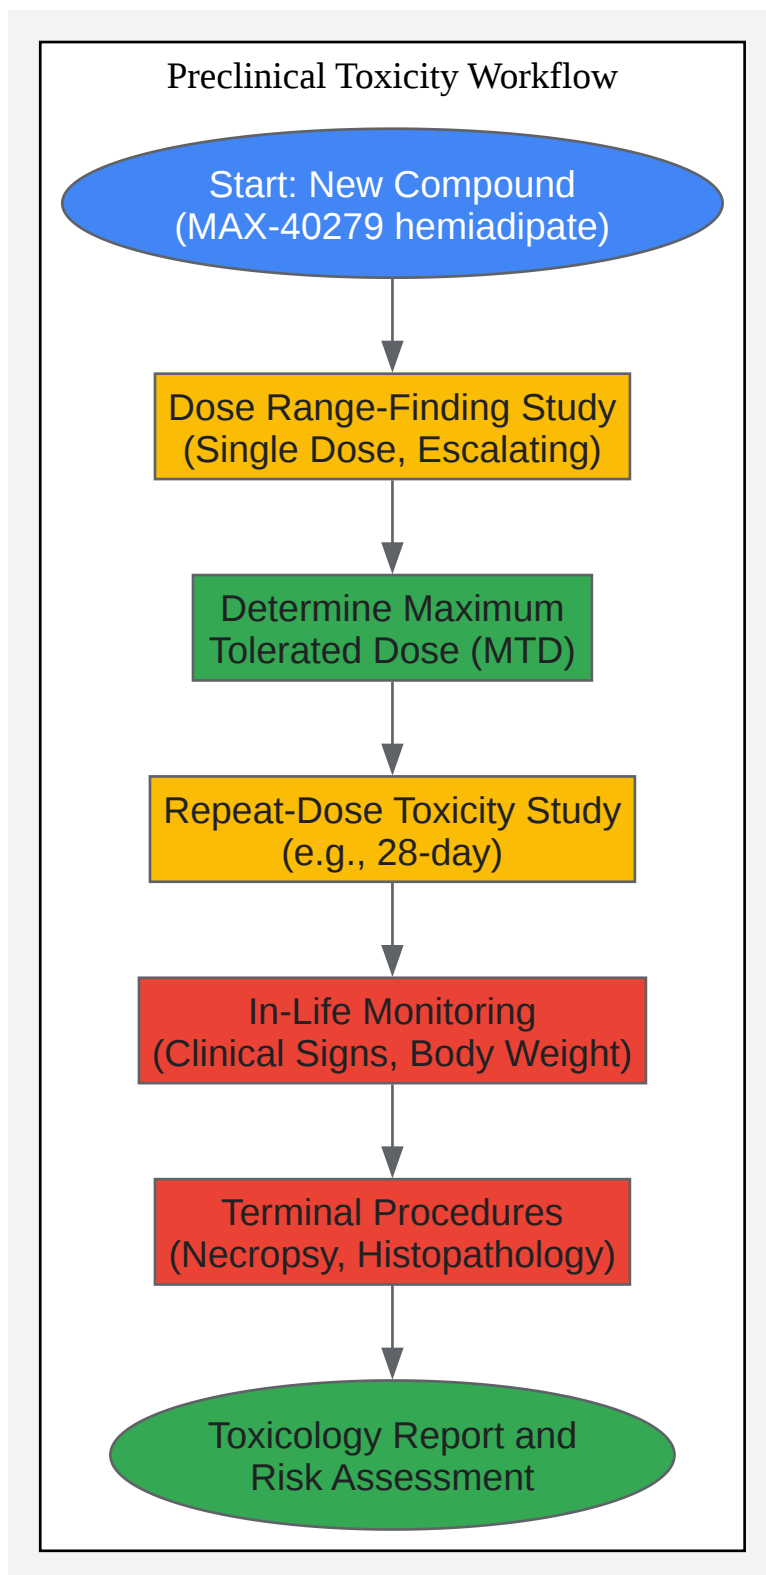 Preclinical Toxicity Workflow
Start: New Compound
(MAX-40279 hemiadipate)
Dose Range-Finding Study
(Single Dose, Escalating)
Determine Maximum
Tolerated Dose (MTD)
Repeat-Dose Toxicity Study
(e.g., 28-day)
In-Life Monitoring
(Clinical Signs, Body Weight)
Terminal Procedures
(Necropsy, Histopathology)
Toxicology Report and
Risk Assessment